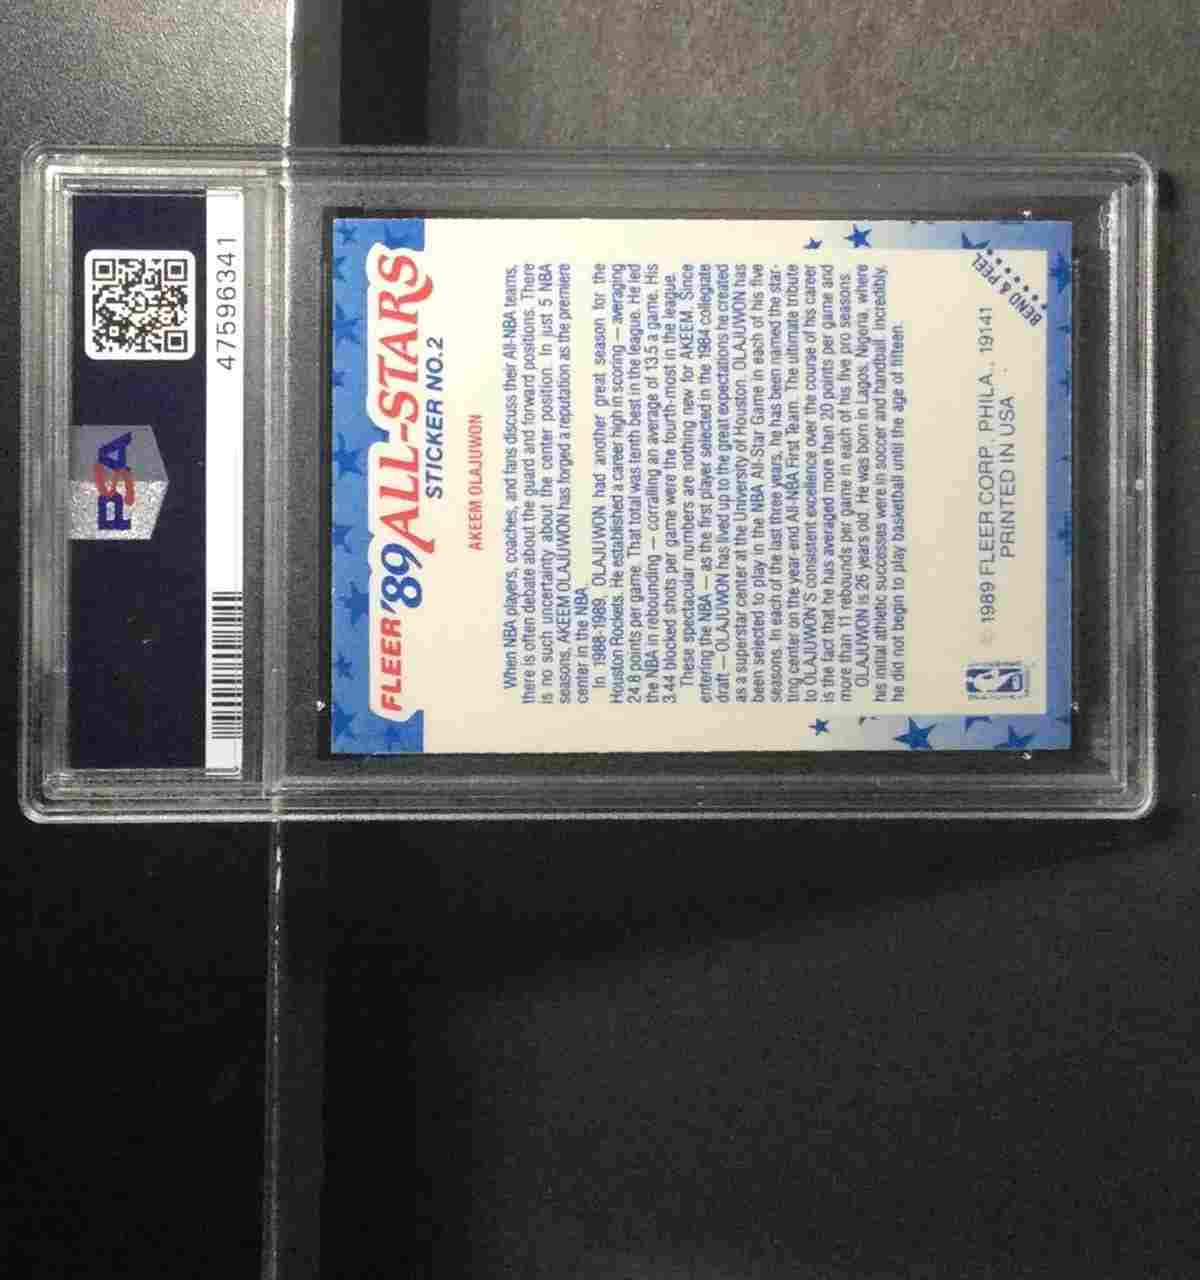 PSA
47596341
FLEER '89 ALL-STARS
STICKER NO. 2
AKEEM OLAJUWON
When NBA players, coaches, and fans discuss their All-NBA teams,
there is often debate about the guard and forward positions. There
is no such uncertainty about the center position. In just 5 NBA
seasons, AKEEM OLAJUWON has forged a reputation as the premiere
center in the NBA.
In 1988-1989, OLAJUWON had another great season for the
Houston Rockets. He established a career high in scoring — averaging
24.8 points per game. That total was tenth best in the league. He led
the NBA in rebounding — corralling an average of 13.5 a game. His
3.44 blocked shots per game were the fourth-most in the league.
These spectacular numbers are nothing new for AKEEM. Since
entering the NBA — as the first player selected in the 1984 collegiate
draft — OLAJUWON has lived up to the great expectations he created
as a superstar center at the University of Houston. OLAJUWON has
been selected to play in the NBA All-Star Game in each of his five
seasons. In each of the last three years, he has been named the star-
ting center on the year-end All-NBA First Team. The ultimate tribute
to OLAJUWON'S consistent excellence over the course of his career
is the fact that he has averaged more than 20 points per game and
more than 11 rebounds per game in each of his five pro seasons.
OLAJUWON is 26 years old. He was born in Lagos, Nigeria, where
his initial athletic successes were in soccer and handball. Incredibly,
he did not begin to play basketball until the age of fifteen.
© 1989 FLEER CORP., PHILA., 19141
PRINTED IN USA
BEND & PEEL